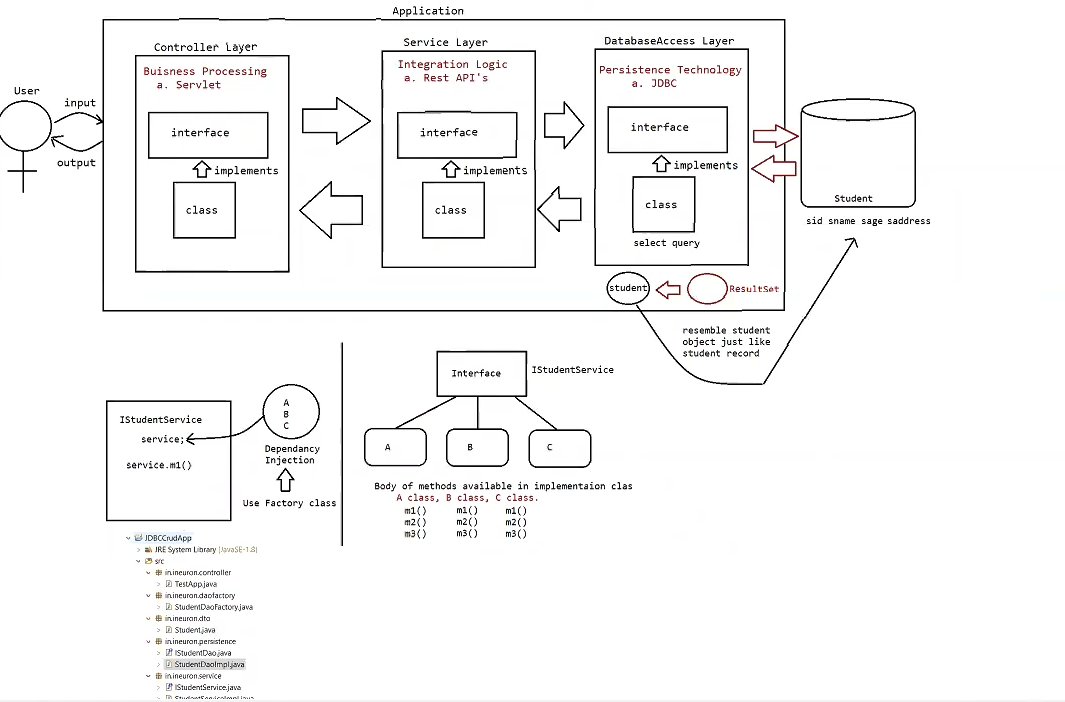 Application
Controller Layer
Buisness Processing
a. Servlet
interface
implements
class
Service Layer
Integration Logic
a. Rest API's
interface
implements
class
DatabaseAccess Layer
Persistence Technology
a. JDBC
interface
implements
class
select query
User
input
output
Student
sid sname sage saddress
student
ResultSet
resemble student
object just like
student record
IStudentService
service;
service.m1()
A
B
C
Dependancy
Injection
Use Factory class
Interface
IStudentService
A
B
C
Body of methods available in implementaion clas
A class, B class, C class.
m1() m1() m1()
m2() m2() m2()
m3() m3() m3()
JDBCCrudApp
JRE System Library [JavaSE-1.8]
src
in.ineuron.controller
TestApp.java
in.ineuron.daofactory
StudentDaoFactory.java
in.ineuron.dto
Student.java
in.ineuron.persistence
IStudentDao.java
StudentDaoImpl.java
in.ineuron.service
IStudentService.java
StudentServiceImpl.java